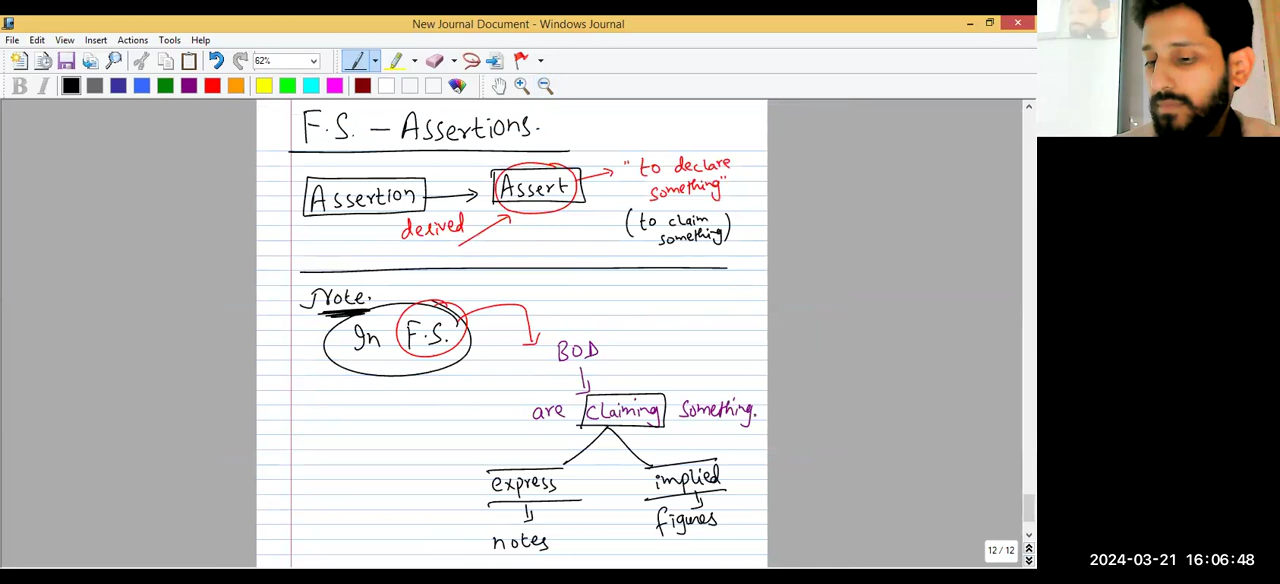 New Journal Document - Windows Journal
File Edit View Insert Actions Tools Help
62%
B I
F.S. - Assertions.
Assertion Assert "to declare
something"
derived (to claim
something)
Note.
In F.S.
BOD
are claiming something.
express implied
notes figures
12 / 12
2024-03-21 16:06:48